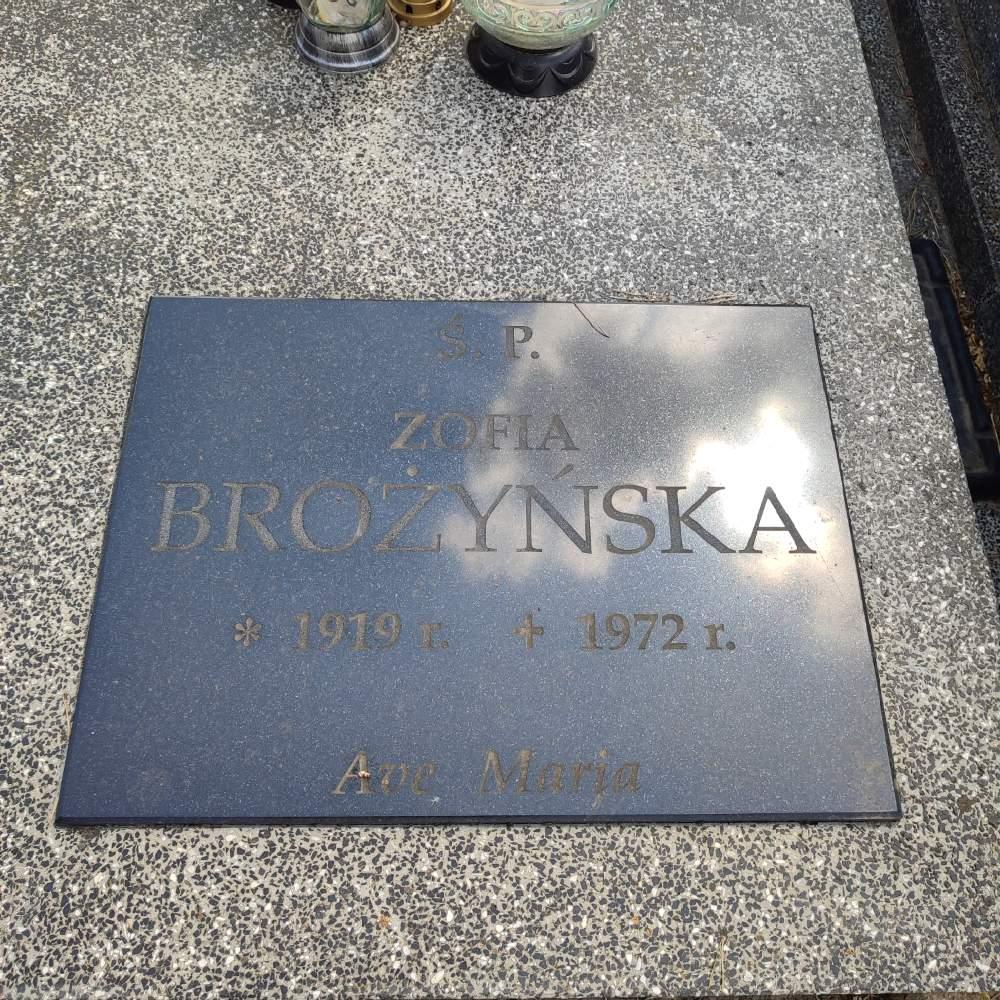 Ś. P.
ZOFIA
BROŻYŃSKA
* 1919 r. + 1972 r.
Ave Marja